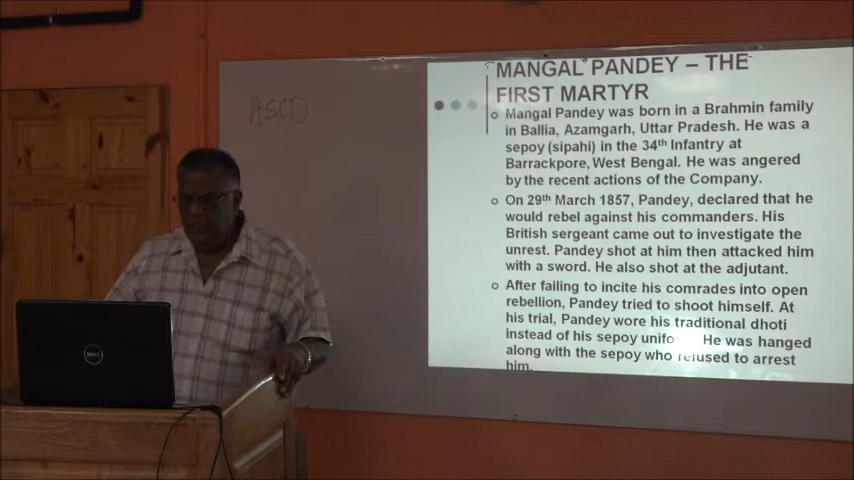 ASCD
MANGAL PANDEY – THE
FIRST MARTYR
Mangal Pandey was born in a Brahmin family
in Ballia, Azamgarh, Uttar Pradesh. He was a
sepoy (sipahi) in the 34th Infantry at
Barrackpore, West Bengal. He was angered
by the recent actions of the Company.
On 29th March 1857, Pandey, declared that he
would rebel against his commanders. His
British sergeant came out to investigate the
unrest. Pandey shot at him then attacked him
with a sword. He also shot at the adjutant.
After failing to incite his comrades into open
rebellion, Pandey tried to shoot himself. At
his trial, Pandey wore his traditional dhoti
instead of his sepoy He was hanged
along with the sepoy who refused to arrest
him.
DELL